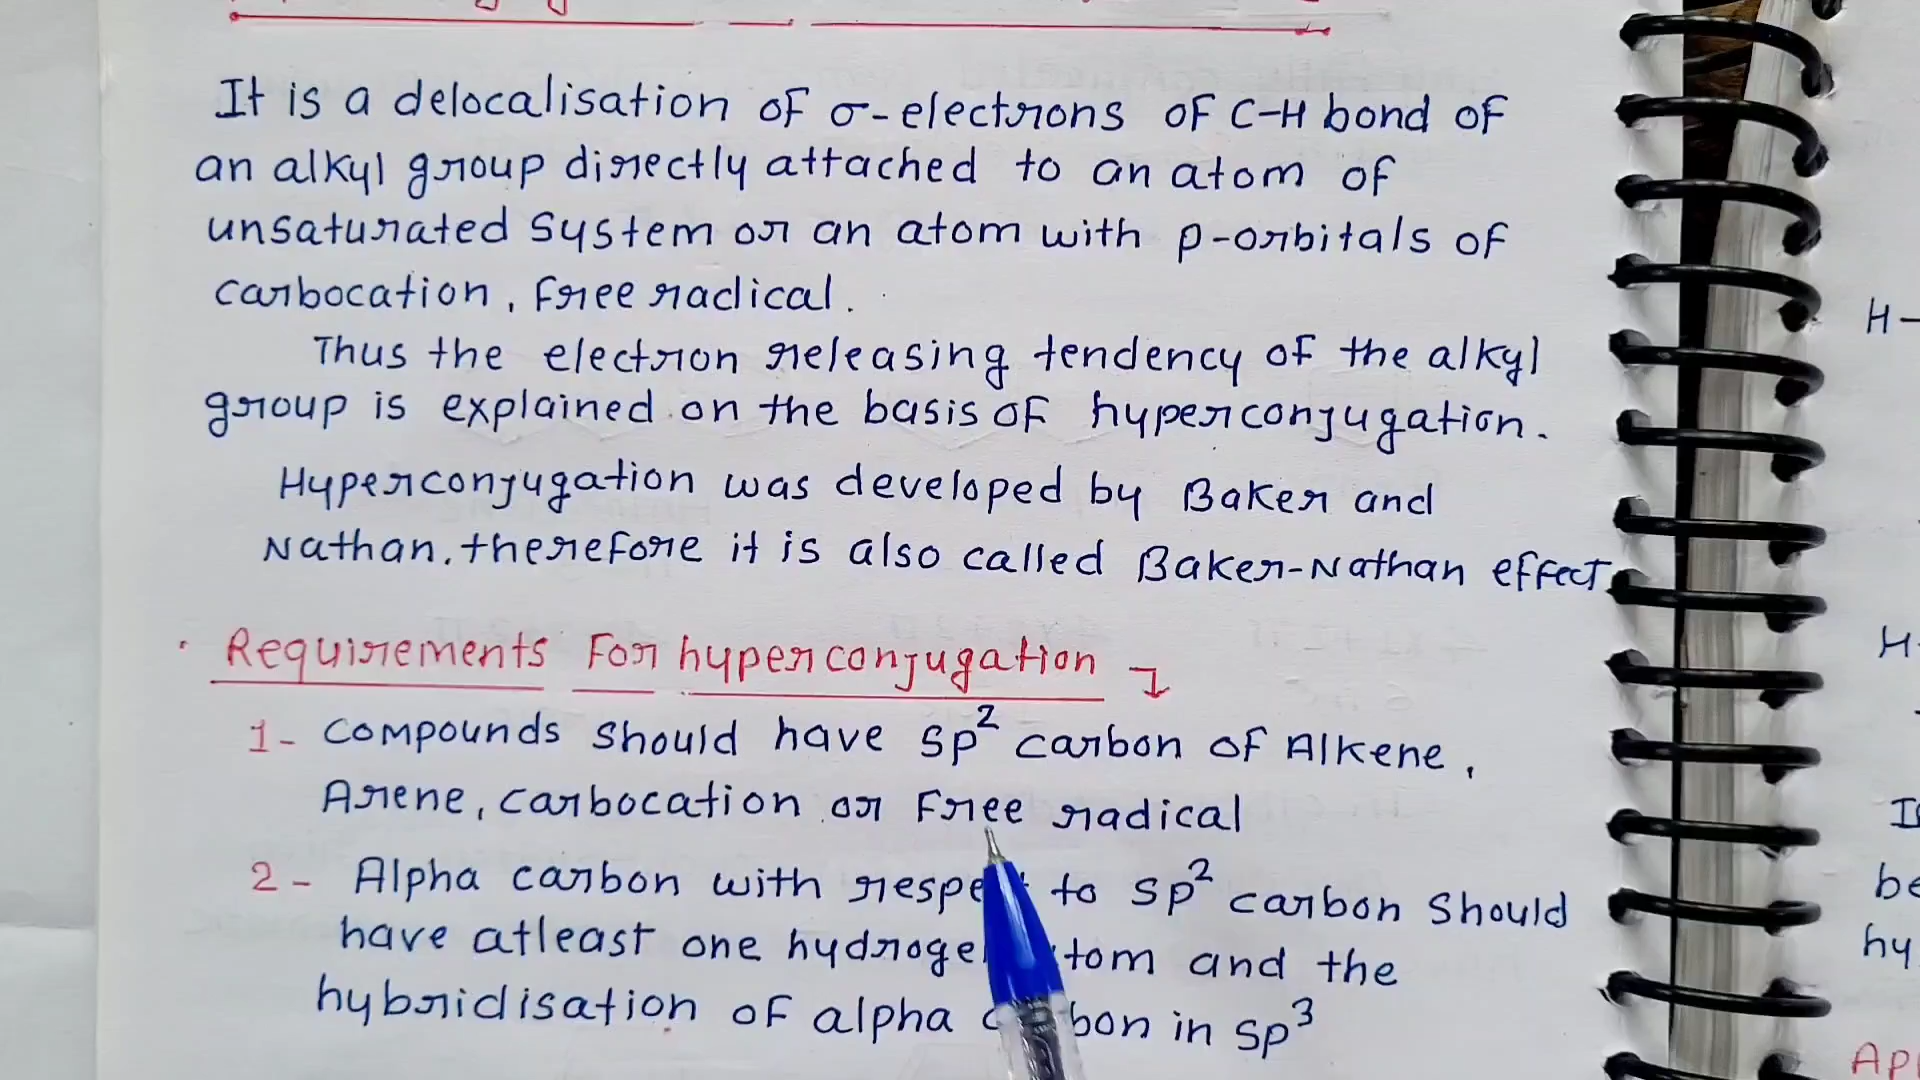 It is a delocalisation of σ-electrons of C-H bond of
an alkyl group directly attached to an atom of
unsaturated system or an atom with p-orbitals of
carbocation, free radical.
Thus the electron releasing tendency of the alkyl
group is explained on the basis of hyperconjugation.
Hyperconjugation was developed by Baker and
Nathan. therefore it is also called Baker-Nathan effect.
Requirements For hyperconjugation
1- Compounds should have sp² carbon of Alkene,
Arene, carbocation or Free radical
2- Alpha carbon with to sp² carbon should
have atleast one and the
hybridisation of alpha in sp³
H-
H-
be
hy